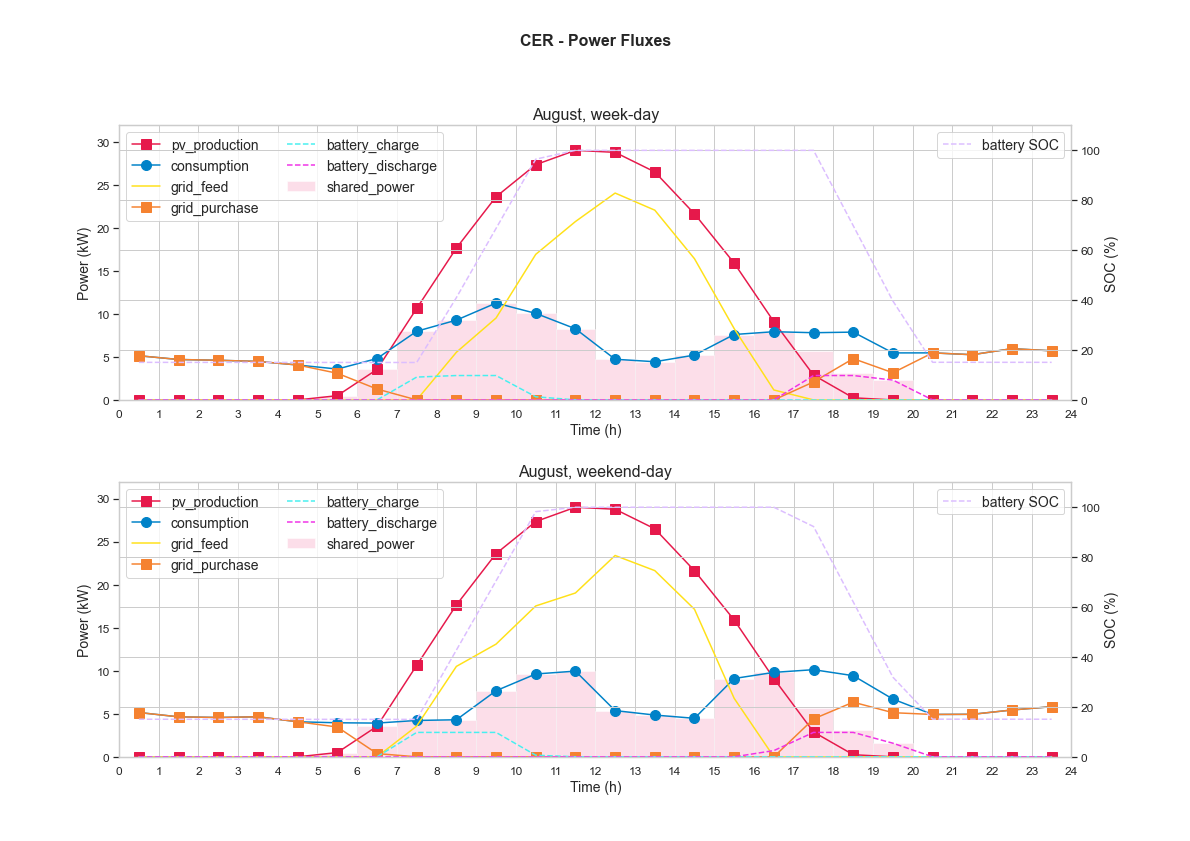 CER - Power Fluxes
August, week-day
pv_production
consumption
grid_feed
grid_purchase
battery_charge
battery_discharge
shared_power
battery SOC
Power (kW)
0 5 10 15 20 25 30
SOC (%)
0 20 40 60 80 100
0 1 2 3 4 5 6 7 8 9 10 11 12 13 14 15 16 17 18 19 20 21 22 23 24
Time (h)
August, weekend-day
pv_production
consumption
grid_feed
grid_purchase
battery_charge
battery_discharge
shared_power
battery SOC
Power (kW)
0 5 10 15 20 25 30
SOC (%)
0 20 40 60 80 100
0 1 2 3 4 5 6 7 8 9 10 11 12 13 14 15 16 17 18 19 20 21 22 23 24
Time (h)